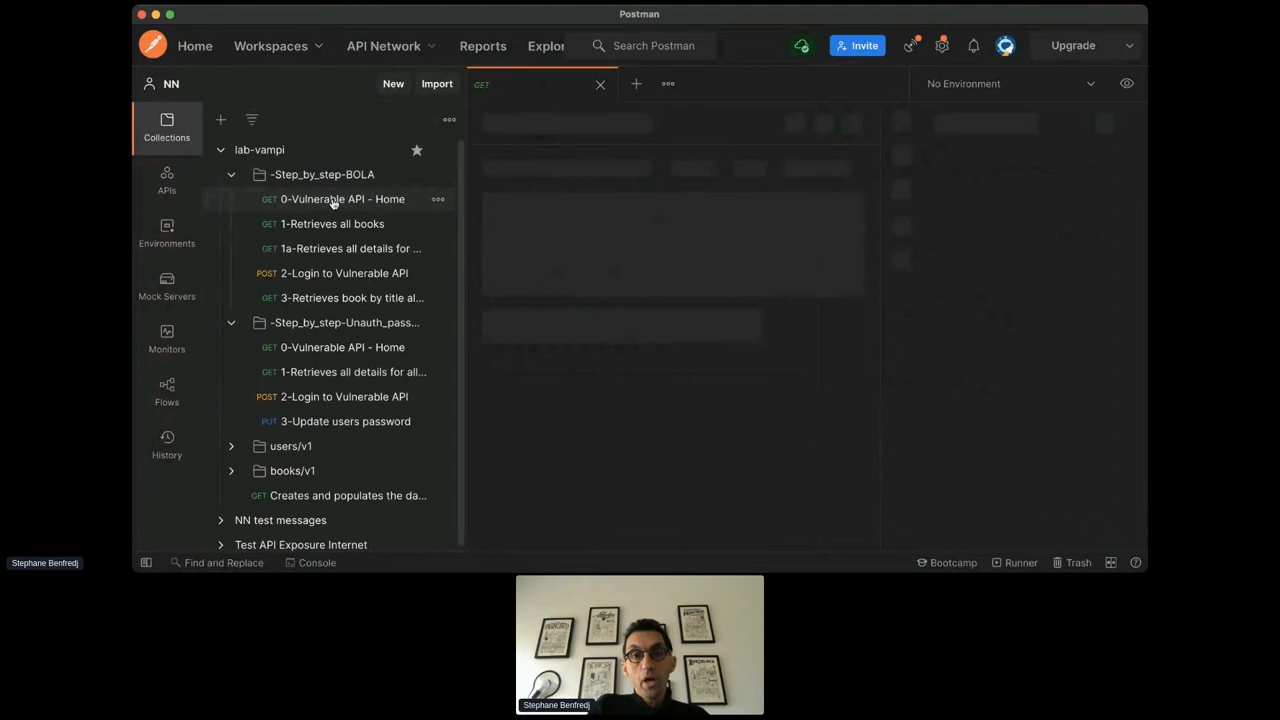 Postman
Home
Workspaces
API Network
Reports
Explor
Search Postman
Invite
Upgrade
NN
New
Import
GET
No Environment
Collections
APIs
Environments
Mock Servers
Monitors
Flows
History
lab-vampi
-Step_by_step-BOLA
GET 0-Vulnerable API - Home
GET 1-Retrieves all books
GET 1a-Retrieves all details for ...
POST 2-Login to Vulnerable API
GET 3-Retrieves book by title al...
-Step_by_step-Unauth_pass...
GET 0-Vulnerable API - Home
GET 1-Retrieves all details for all...
POST 2-Login to Vulnerable API
PUT 3-Update users password
users/v1
books/v1
GET Creates and populates the da...
NN test messages
Test API Exposure Internet
Find and Replace
Console
Bootcamp
Runner
Trash
Stephane Benfredj
Stephane Benfredj